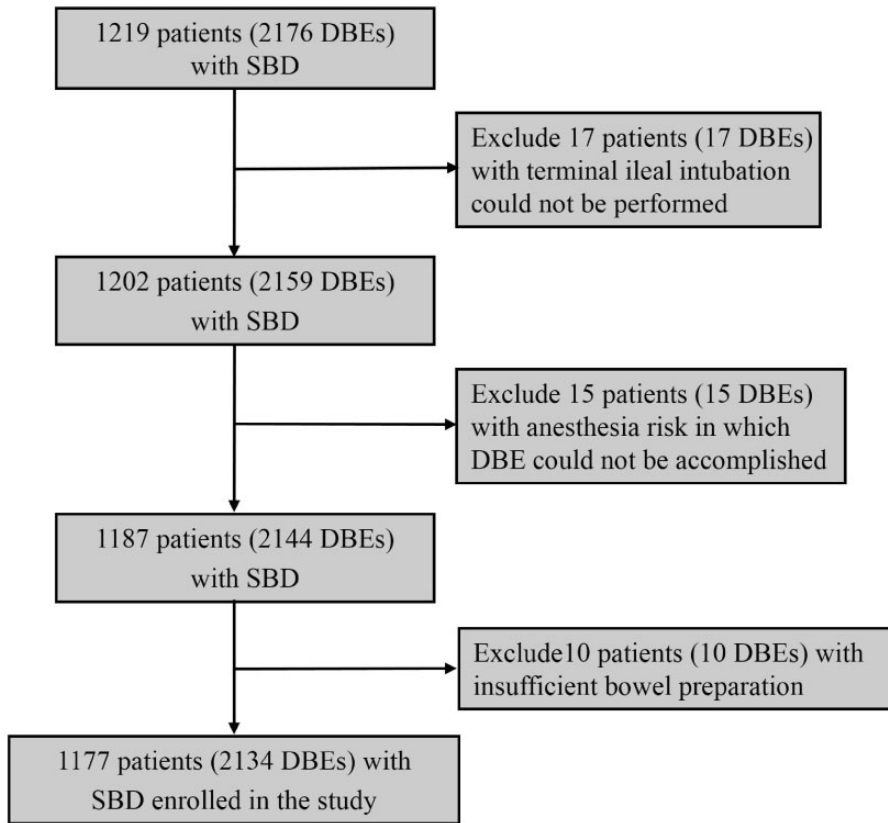 1219 patients (2176 DBEs)
with SBD
Exclude 17 patients (17 DBEs)
with terminal ileal intubation
could not be performed
1202 patients (2159 DBEs)
with SBD
Exclude 15 patients (15 DBEs)
with anesthesia risk in which
DBE could not be accomplished
1187 patients (2144 DBEs)
with SBD
Exclude10 patients (10 DBEs) with
insufficient bowel preparation
1177 patients (2134 DBEs) with
SBD enrolled in the study